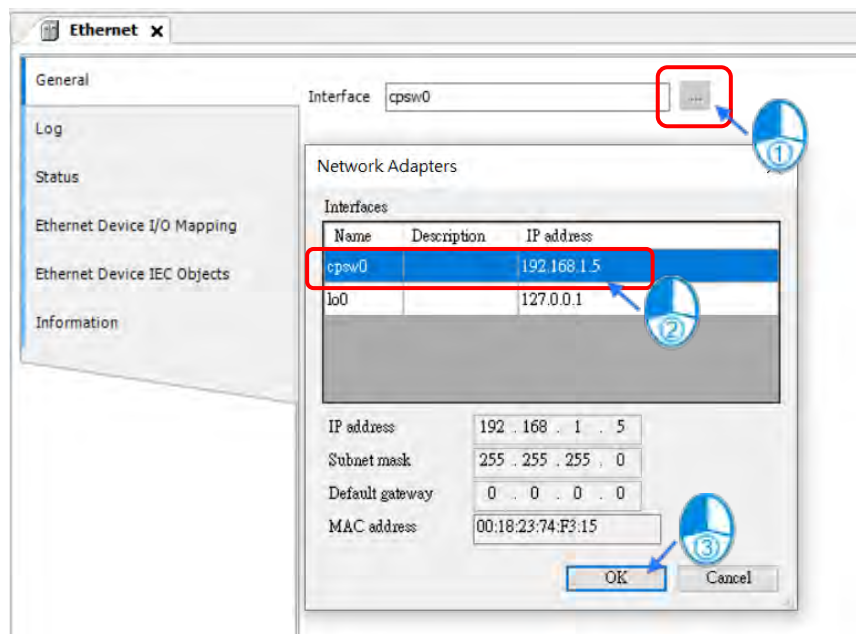 Ethernet X
General
Log
Status
Ethernet Device I/O Mapping
Ethernet Device IEC Objects
Information
Interface cpsw0 ...
①
Network Adapters
Interfaces
Name Description IP address
cpsw0 192.168.1.5
lo0 127.0.0.1
②
IP address 192 . 168 . 1 . 5
Subnet mask 255 . 255 . 255 . 0
Default gateway 0 . 0 . 0 . 0
MAC address 00:18:23:74:F3:15
③
OK Cancel